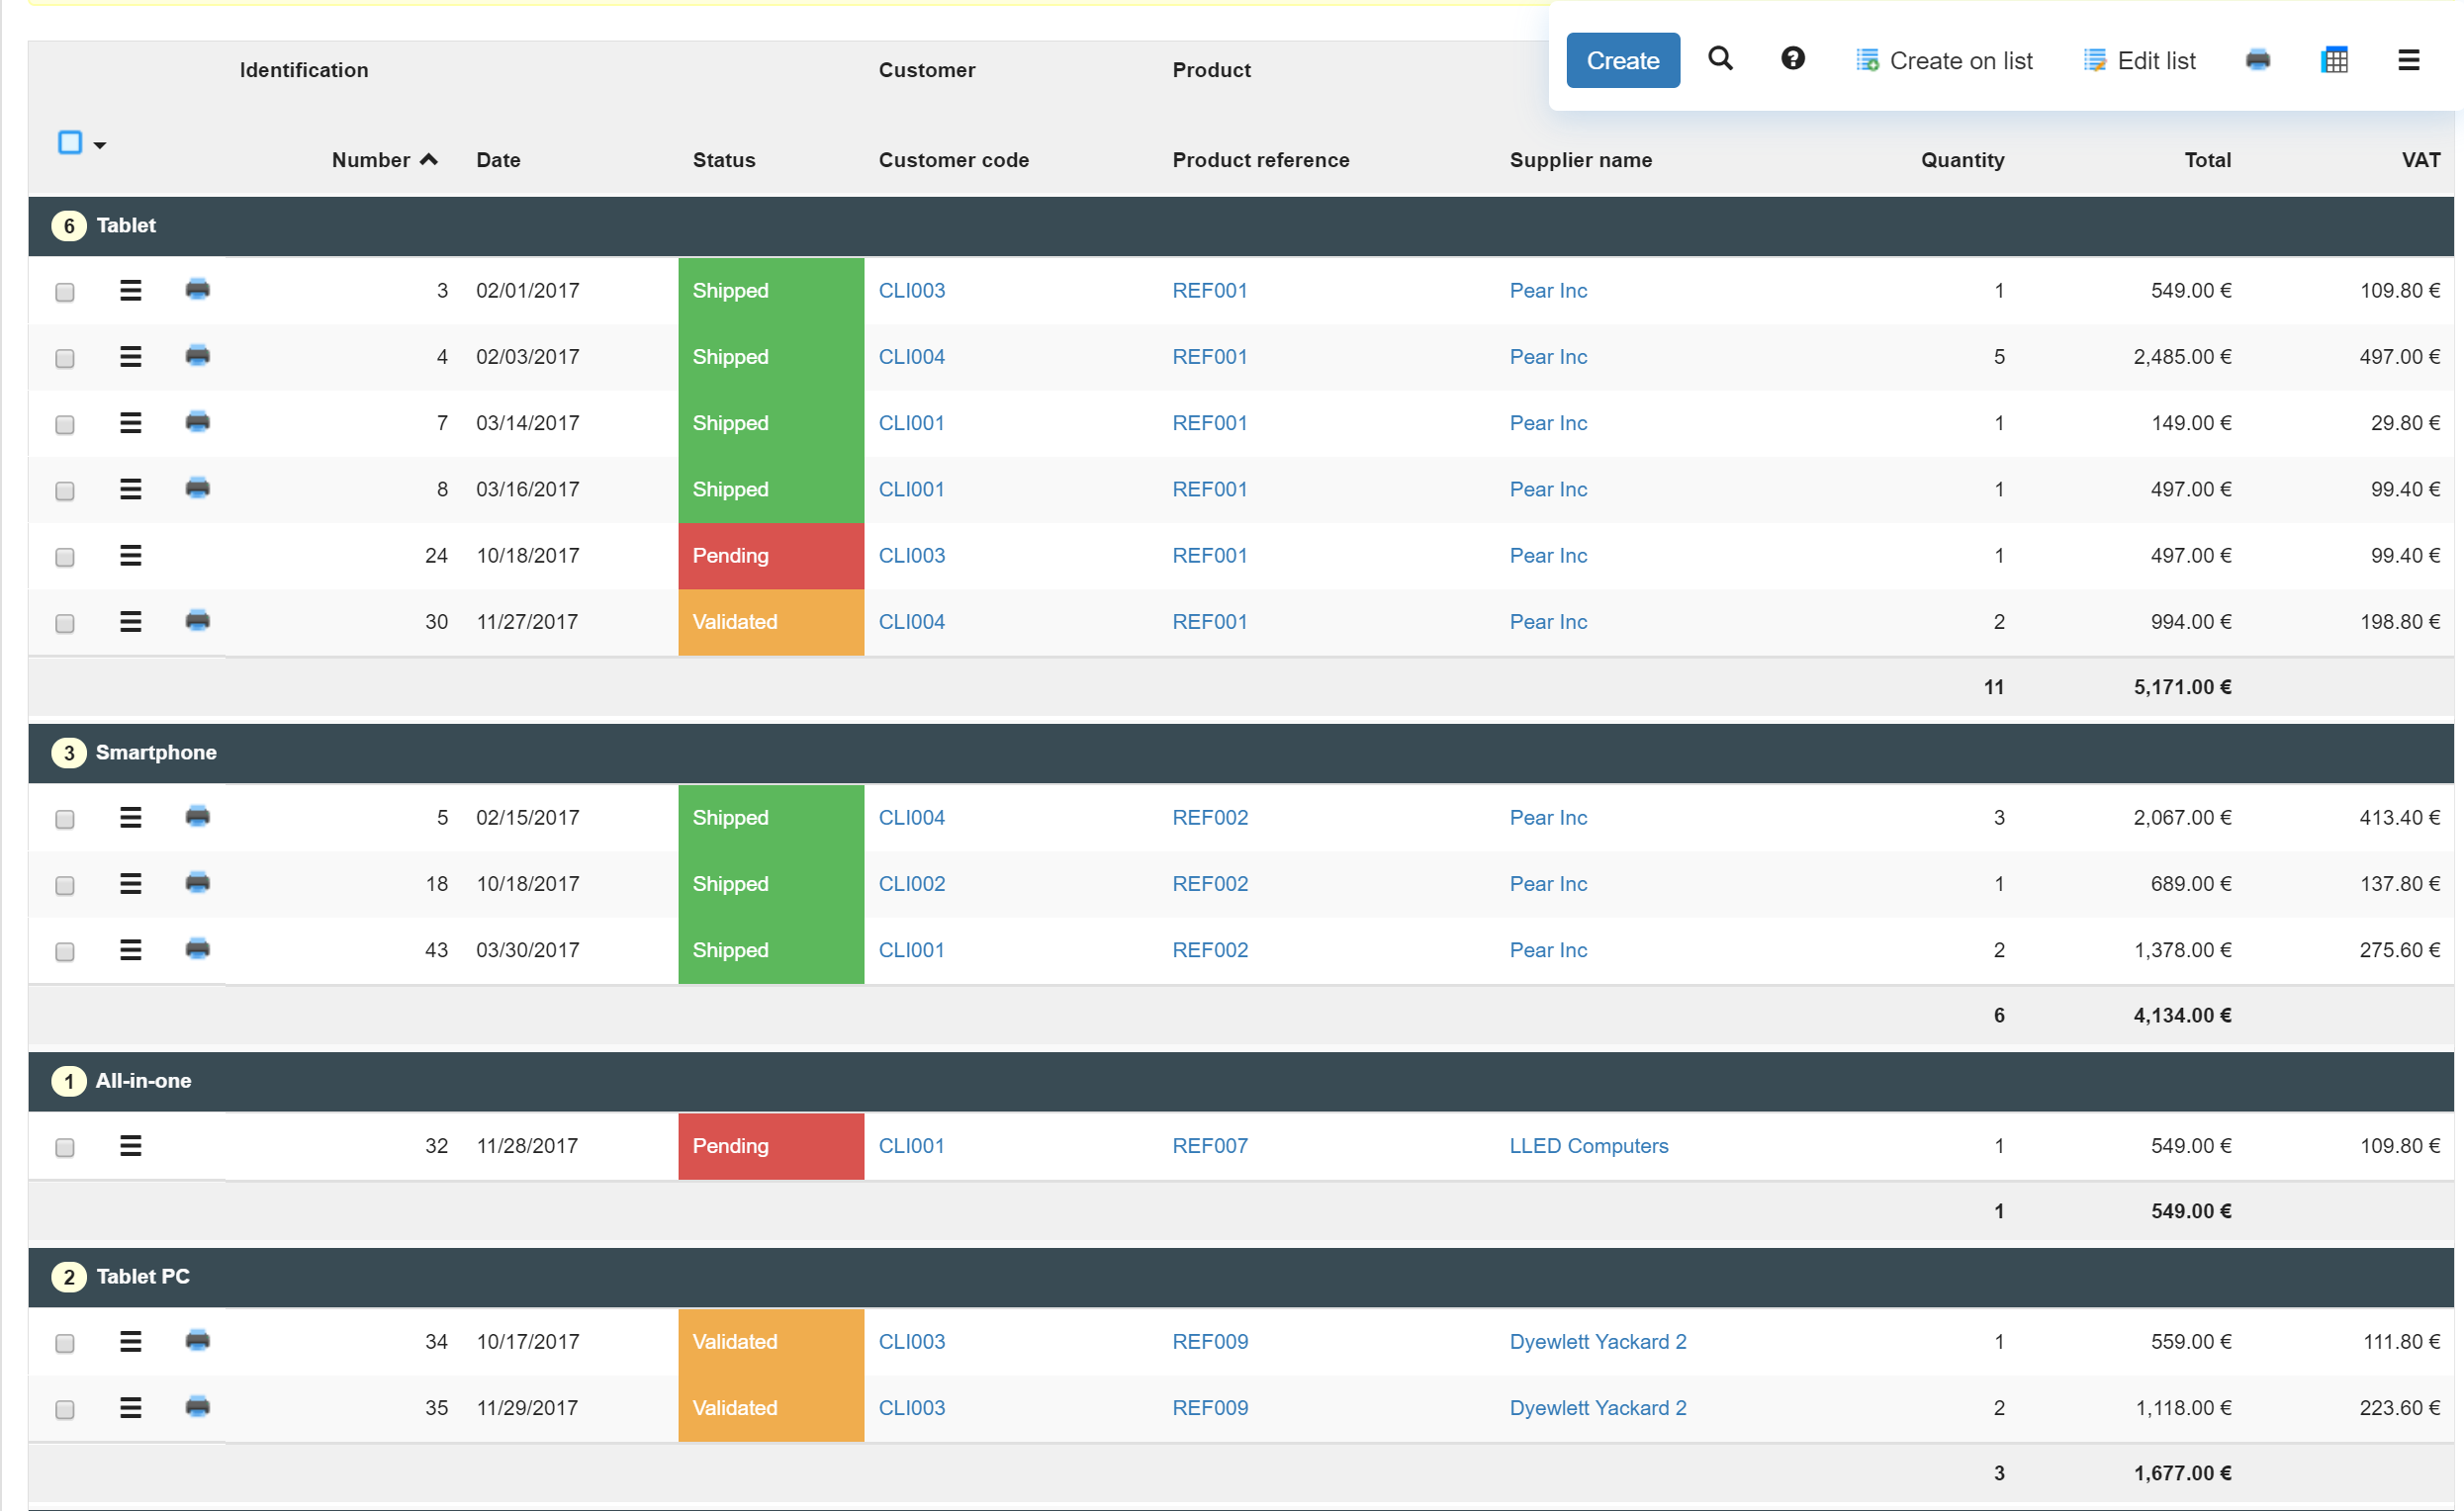 Create Create on list Edit list
Identification Customer Product
Number Date Status Customer code Product reference Supplier name Quantity Total VAT
6 Tablet
3 02/01/2017 Shipped CLI003 REF001 Pear Inc 1 549.00 € 109.80 €
4 02/03/2017 Shipped CLI004 REF001 Pear Inc 5 2,485.00 € 497.00 €
7 03/14/2017 Shipped CLI001 REF001 Pear Inc 1 149.00 € 29.80 €
8 03/16/2017 Shipped CLI001 REF001 Pear Inc 1 497.00 € 99.40 €
24 10/18/2017 Pending CLI003 REF001 Pear Inc 1 497.00 € 99.40 €
30 11/27/2017 Validated CLI004 REF001 Pear Inc 2 994.00 € 198.80 €
11 5,171.00 €
3 Smartphone
5 02/15/2017 Shipped CLI004 REF002 Pear Inc 3 2,067.00 € 413.40 €
18 10/18/2017 Shipped CLI002 REF002 Pear Inc 1 689.00 € 137.80 €
43 03/30/2017 Shipped CLI001 REF002 Pear Inc 2 1,378.00 € 275.60 €
6 4,134.00 €
1 All-in-one
32 11/28/2017 Pending CLI001 REF007 LLED Computers 1 549.00 € 109.80 €
1 549.00 €
2 Tablet PC
34 10/17/2017 Validated CLI003 REF009 Dyewlett Yackard 2 1 559.00 € 111.80 €
35 11/29/2017 Validated CLI003 REF009 Dyewlett Yackard 2 2 1,118.00 € 223.60 €
3 1,677.00 €